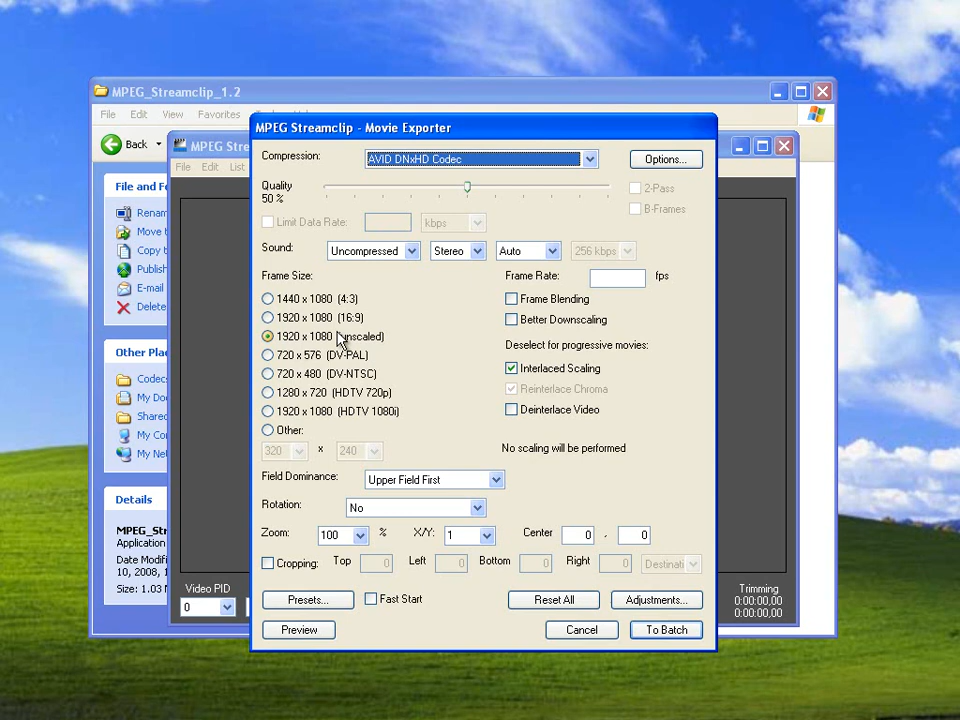 MPEG_Streamclip_1.2
File Edit View Favorites
Back
MPEG Stre
File Edit List
File and F
Renam
Move t
Copy t
Publish
E-mail
Delete
Other Plac
Codec
My Do
Shared
My Co
My Net
Details
MPEG_Str
Application
Date Modifi
10, 2008, 1
Size: 1.03 M
Video PID
0
Trimming
0:00:00,00
0:00:00,00
MPEG Streamclip - Movie Exporter
Compression: AVID DNxHD Codec Options...
Quality 2-Pass
50 % B-Frames
Limit Data Rate: kbps
Sound: Uncompressed Stereo Auto 256 kbps
Frame Size: Frame Rate: fps
1440 x 1080 (4:3) Frame Blending
1920 x 1080 (16:9) Better Downscaling
1920 x 1080 (unscaled) Deselect for progressive movies:
720 x 576 (DV-PAL) Interlaced Scaling
720 x 480 (DV-NTSC) Reinterlace Chroma
1280 x 720 (HDTV 720p) Deinterlace Video
1920 x 1080 (HDTV 1080i)
Other:
320 x 240 No scaling will be performed
Field Dominance: Upper Field First
Rotation: No
Zoom: 100 % X/Y: 1 Center 0 , 0
Cropping: Top 0 Left 0 Bottom 0 Right 0 Destinati
Presets... Fast Start Reset All Adjustments...
Preview Cancel To Batch